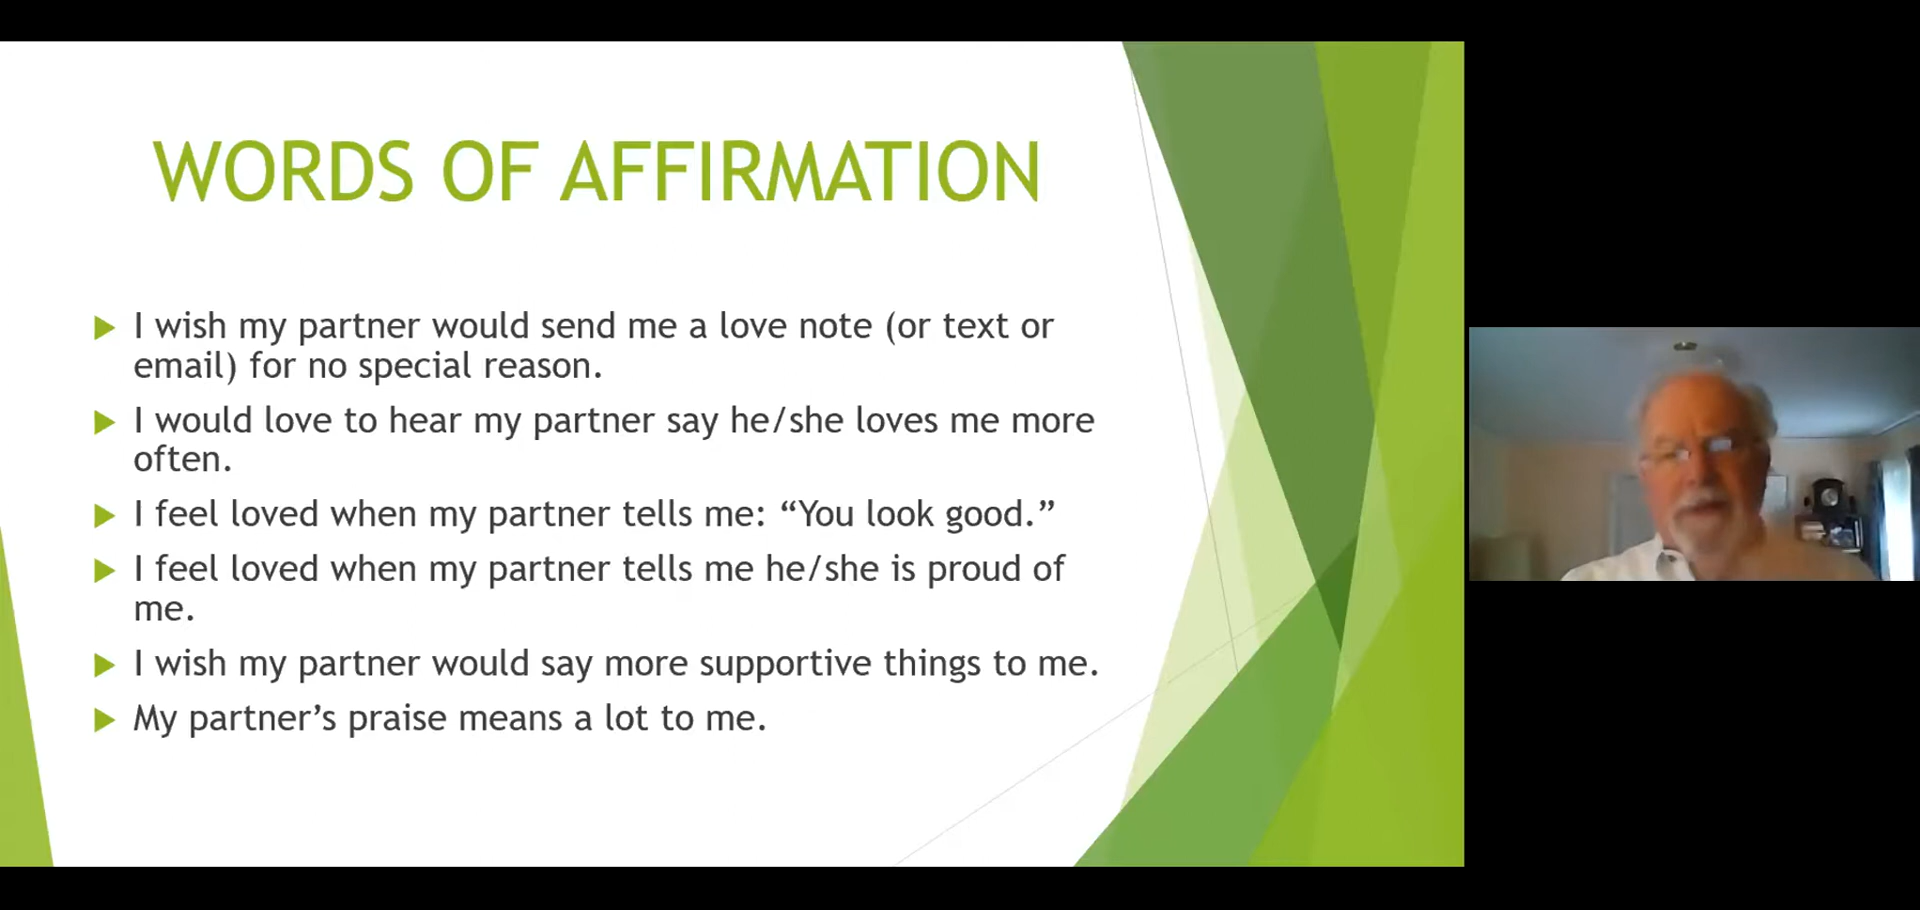 WORDS OF AFFIRMATION
I wish my partner would send me a love note (or text or
email) for no special reason.
I would love to hear my partner say he/she loves me more
often.
I feel loved when my partner tells me: “You look good.”
I feel loved when my partner tells me he/she is proud of
me.
I wish my partner would say more supportive things to me.
My partner’s praise means a lot to me.